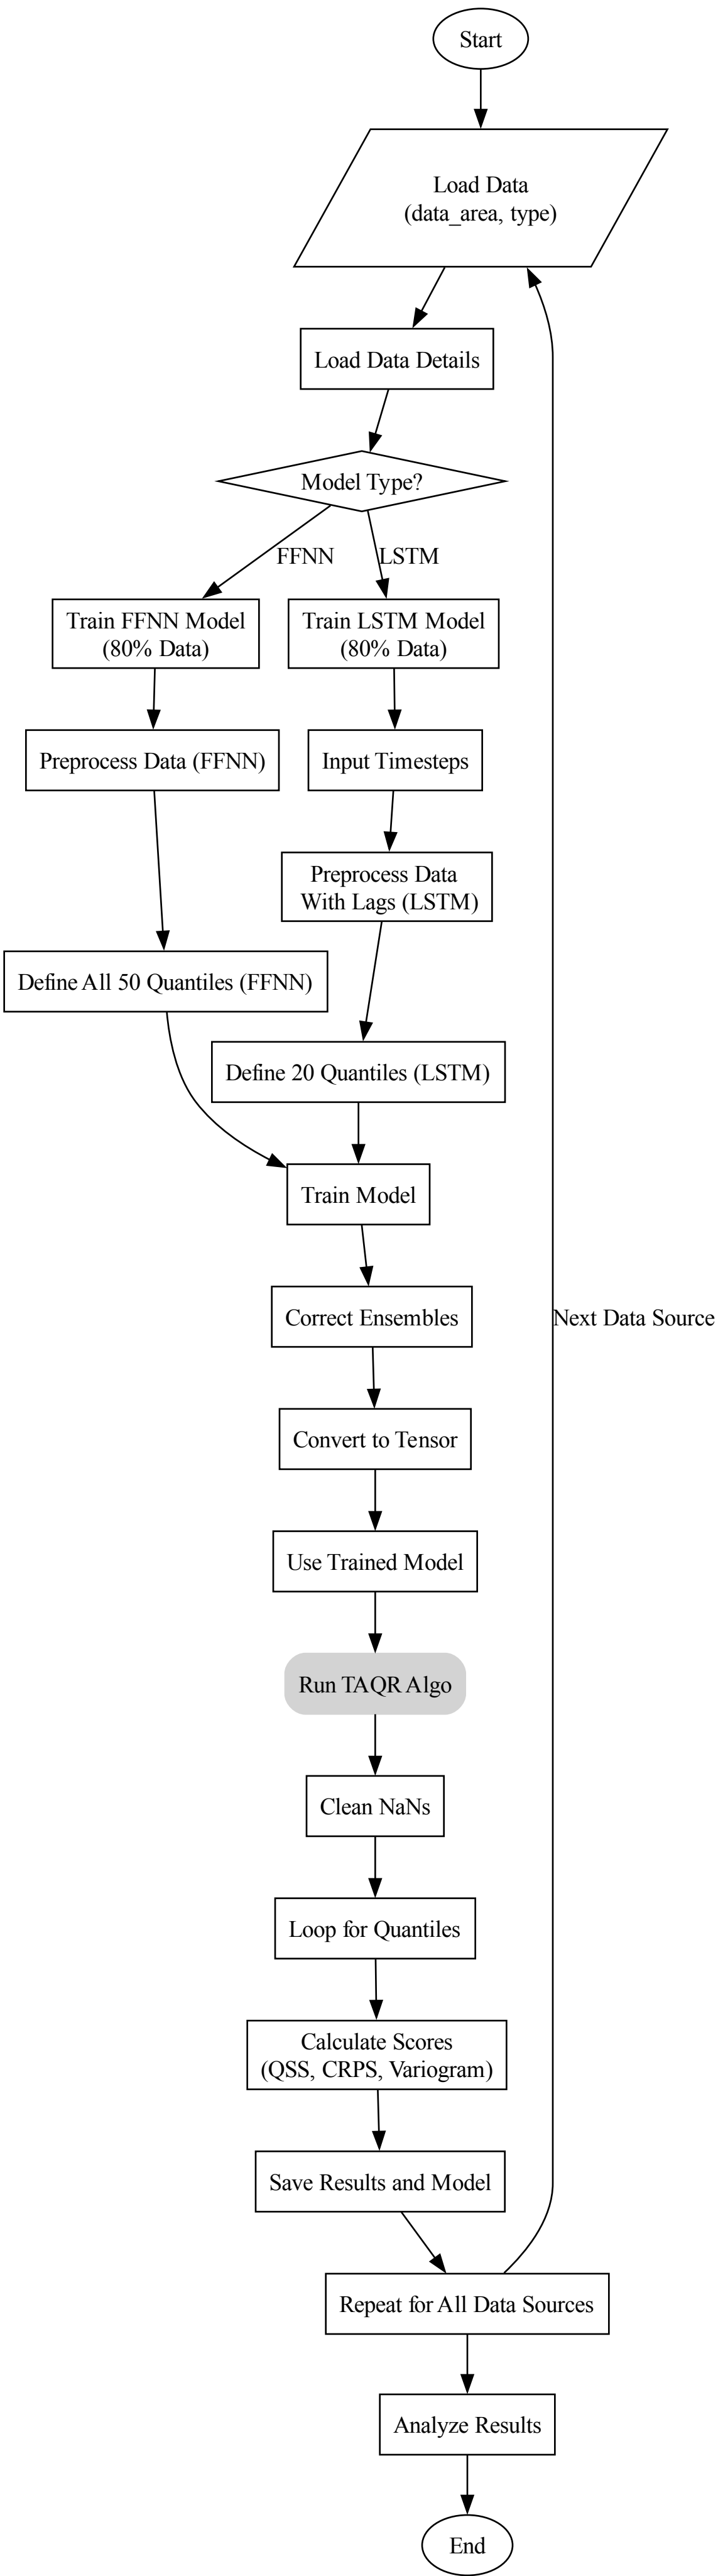 Start
Load Data
(data_area, type)
Load Data Details
Model Type?
FFNN
LSTM
Train FFNN Model
(80% Data)
Train LSTM Model
(80% Data)
Preprocess Data (FFNN)
Input Timesteps
Preprocess Data
With Lags (LSTM)
Define All 50 Quantiles (FFNN)
Define 20 Quantiles (LSTM)
Train Model
Correct Ensembles
Next Data Source
Convert to Tensor
Use Trained Model
Run TAQR Algo
Clean NaNs
Loop for Quantiles
Calculate Scores
(QSS, CRPS, Variogram)
Save Results and Model
Repeat for All Data Sources
Analyze Results
End